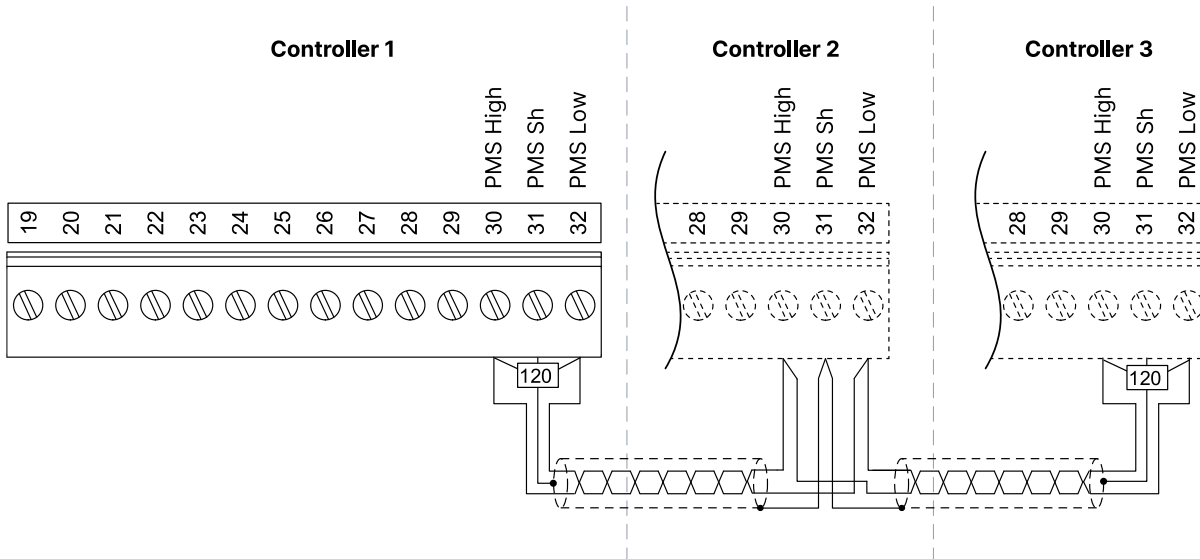 Controller 1
Controller 2
Controller 3
PMS High
PMS Sh
PMS Low
PMS High
PMS Sh
PMS Low
PMS High
PMS Sh
PMS Low
19 20 21 22 23 24 25 26 27 28 29 30 31 32
28 29 30 31 32
28 29 30 31 32
120
120